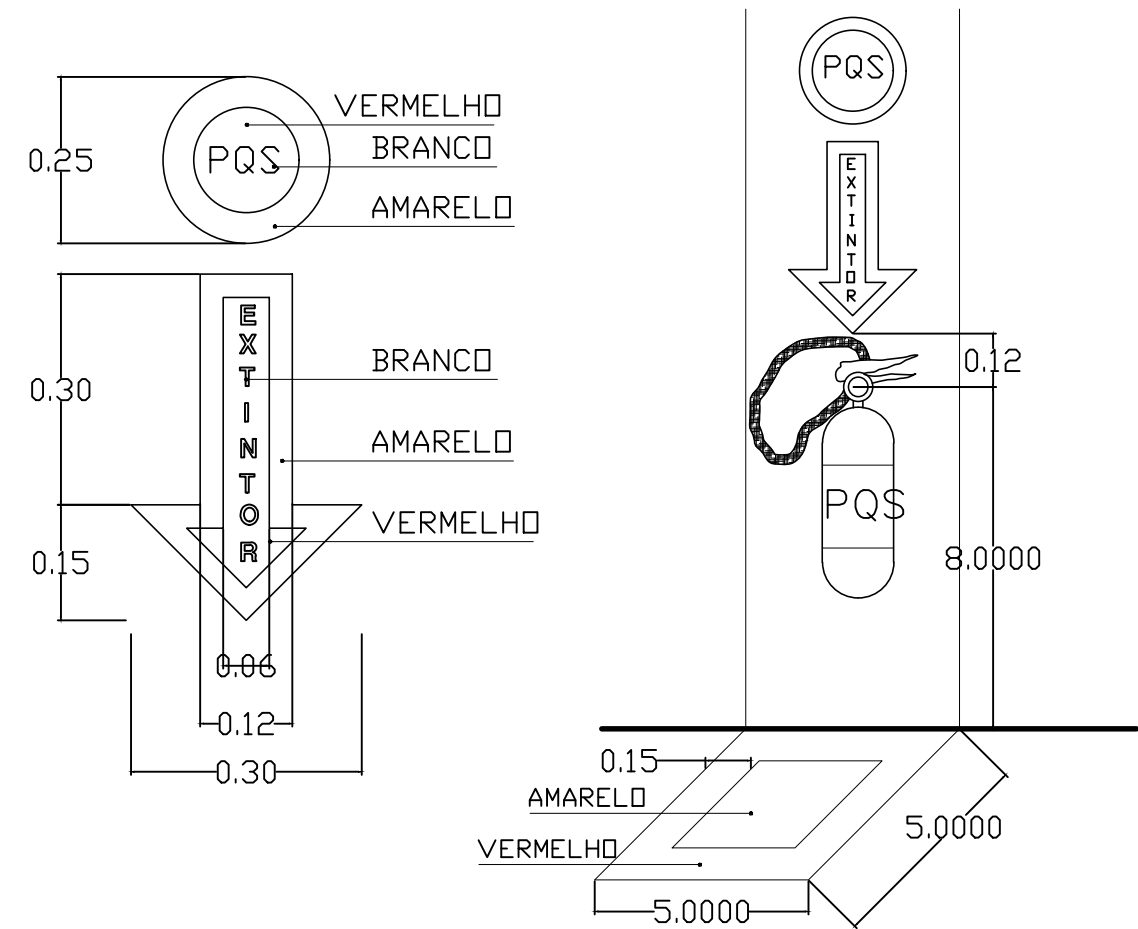 VERMELHO
BRANCO
AMARELO
PQS
0.25
EXTINTOR
BRANCO
AMARELO
VERMELHO
0.30
0.15
0.06
0.12
0.30
PQS
EXTINTOR
0.12
PQS
8.0000
0.15
AMARELO
VERMELHO
5.0000
5.0000